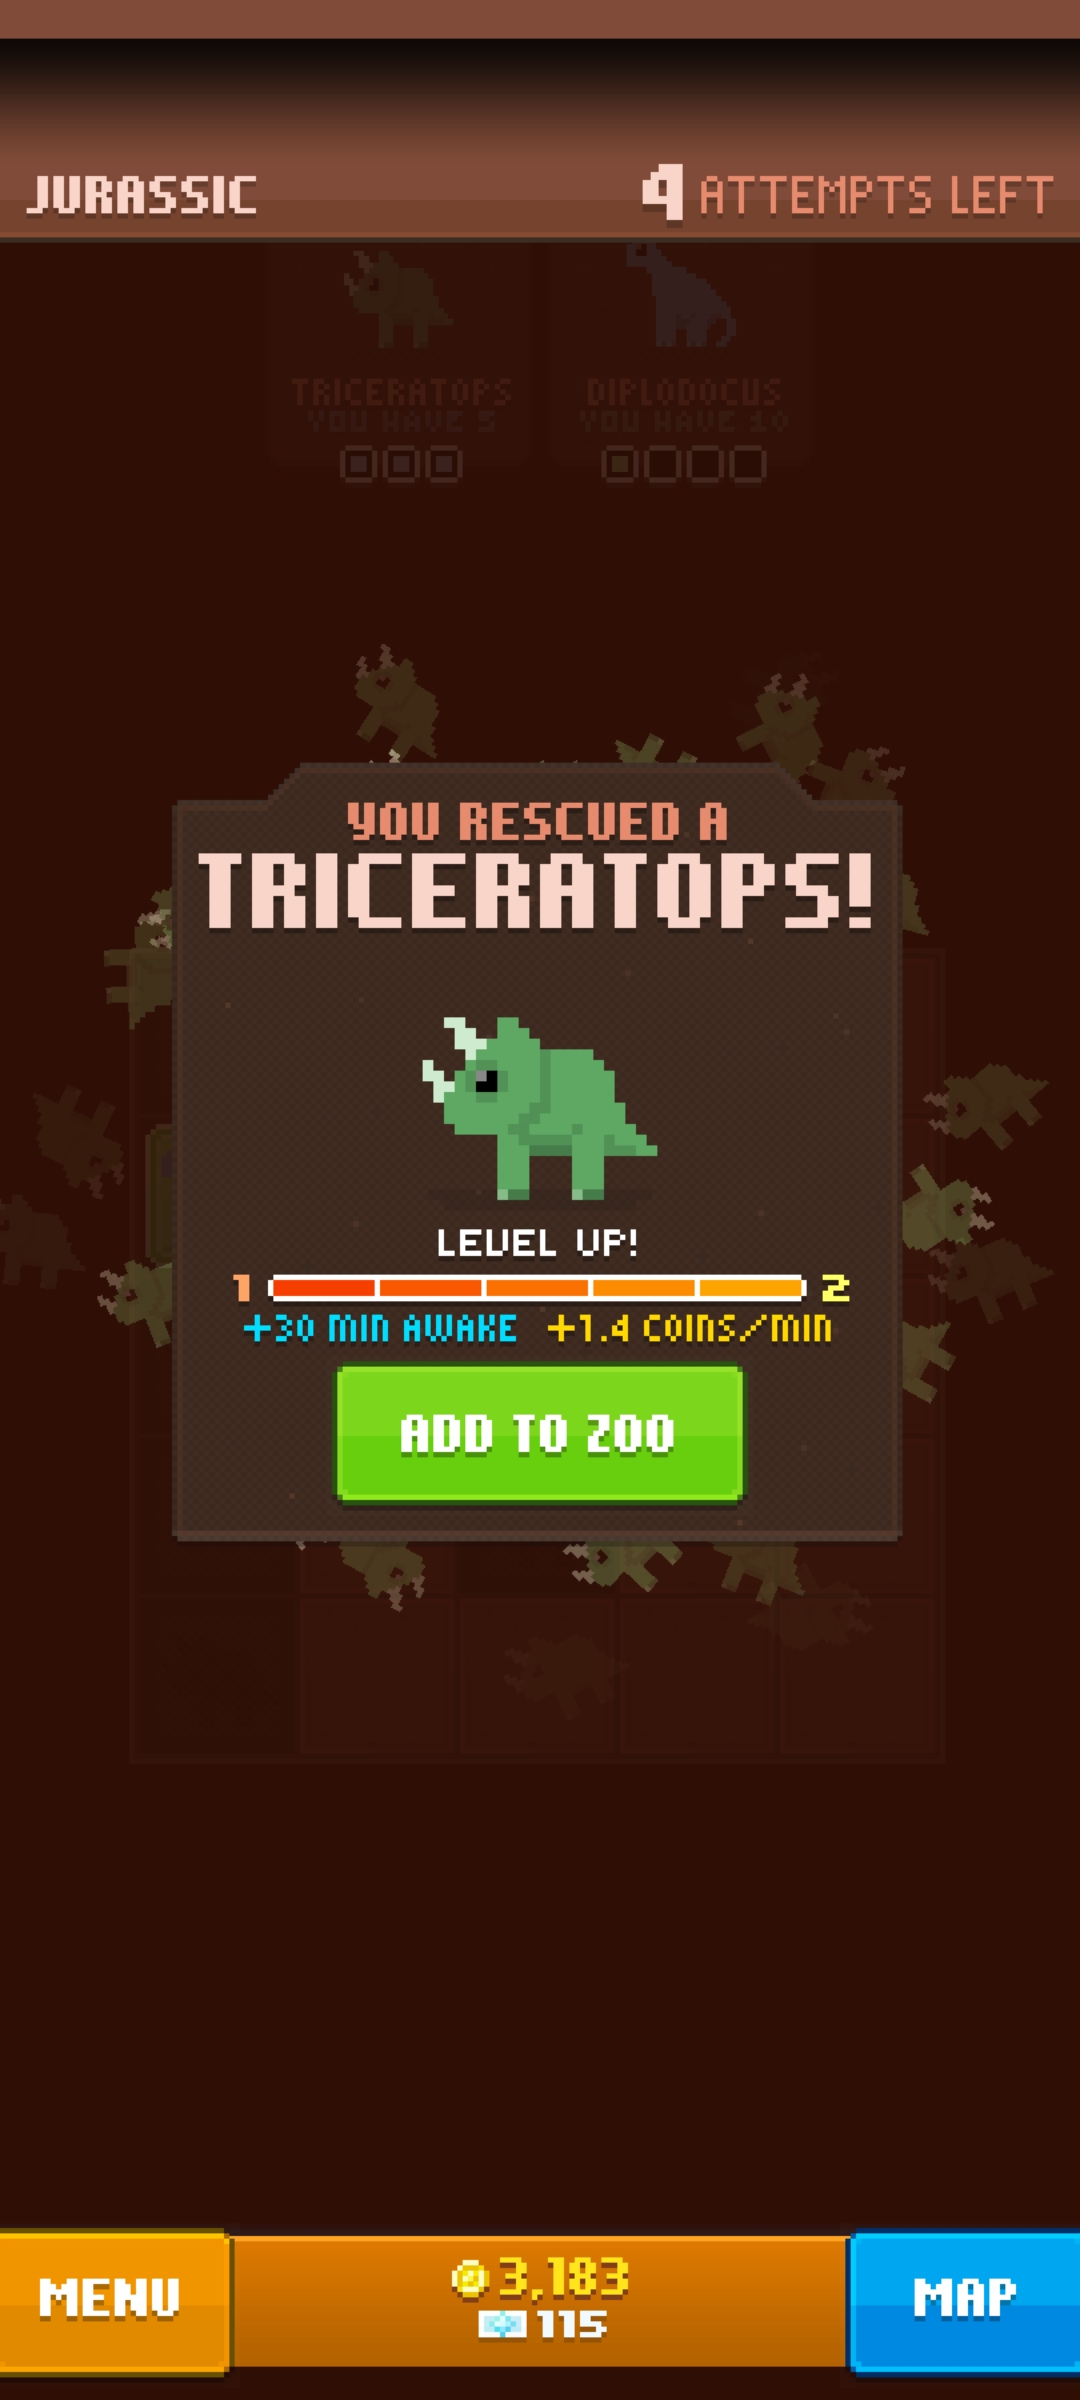 JURASSIC
4 ATTEMPTS LEFT
TRICERATOPS
YOU HAVE 5
DIPLODOCUS
YOU HAVE 10
YOU RESCUED A
TRICERATOPS!
LEVEL UP!
1 2
+30 MIN AWAKE +1.4 COINS/MIN
ADD TO ZOO
MENU
3,183
115
MAP